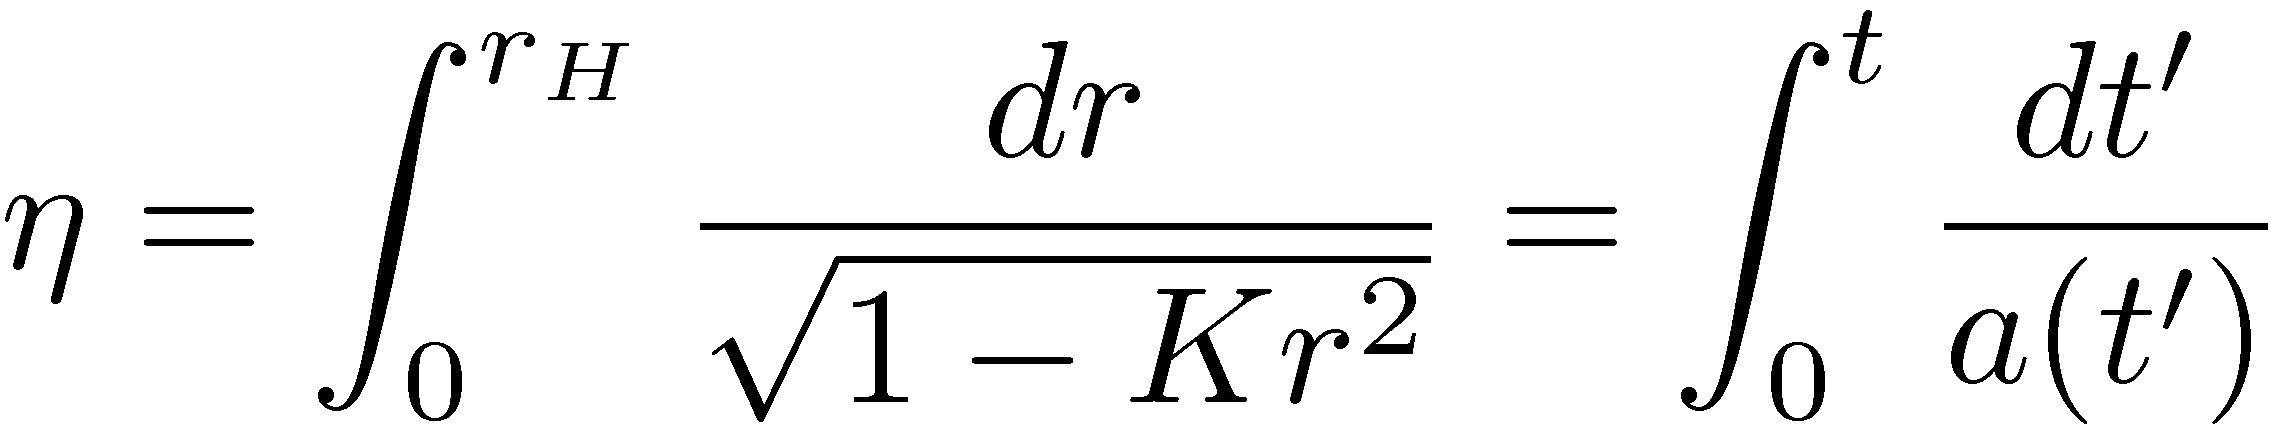 η = ∫₀^{r_H} dr / √(1 − Kr²) = ∫₀^t dt′ / a(t′)